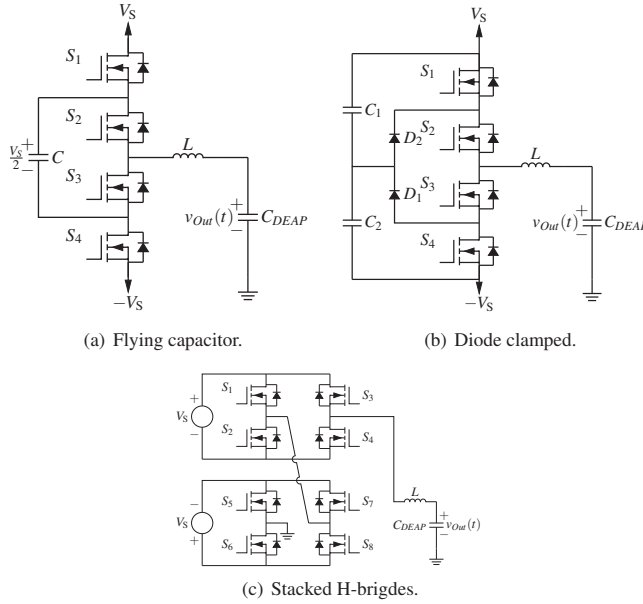 V_S
S_1
S_2
V_S/2
+
−
C
S_3
S_4
L
v_Out(t)
+
−
C_DEAP
−V_S
(a) Flying capacitor.
V_S
S_1
C_1
S_2
D_2
D_1
S_3
C_2
S_4
L
v_Out(t)
+
−
C_DEAP
−V_S
(b) Diode clamped.
+
V_S
−
S_1
S_3
S_2
S_4
−
V_S
+
S_5
S_7
S_6
S_8
L
C_DEAP
+
−
v_Out(t)
(c) Stacked H-brigdes.